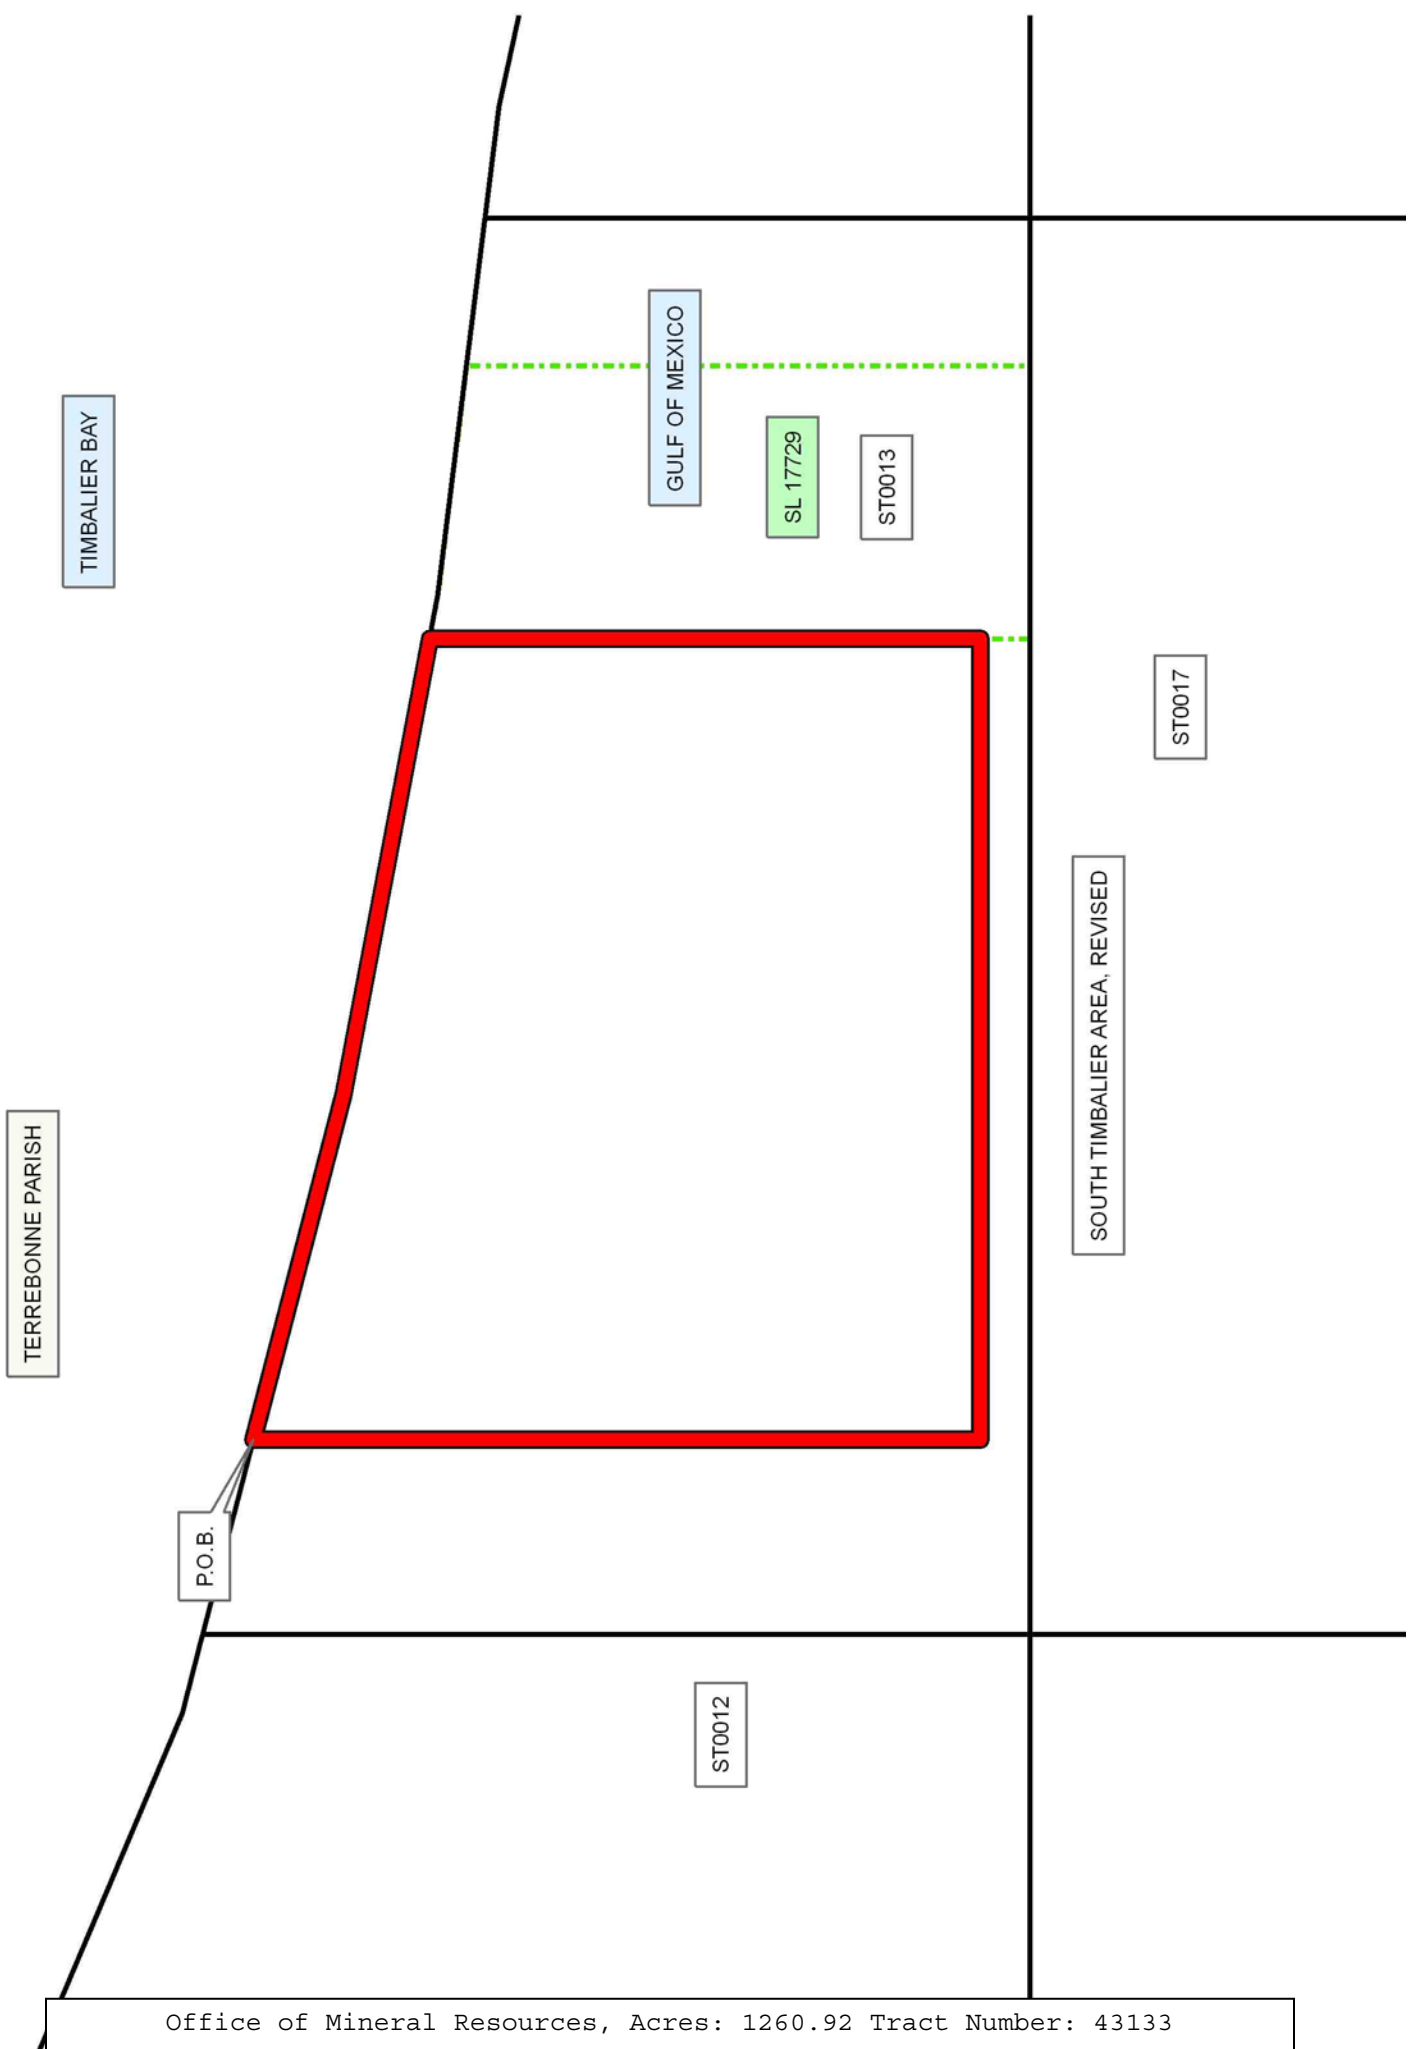 TERREBONNE PARISH
TIMBALIER BAY
P.O.B.
GULF OF MEXICO
SL 17729
ST0013
ST0012
SOUTH TIMBALIER AREA, REVISED
ST0017
Office of Mineral Resources, Acres: 1260.92 Tract Number: 43133